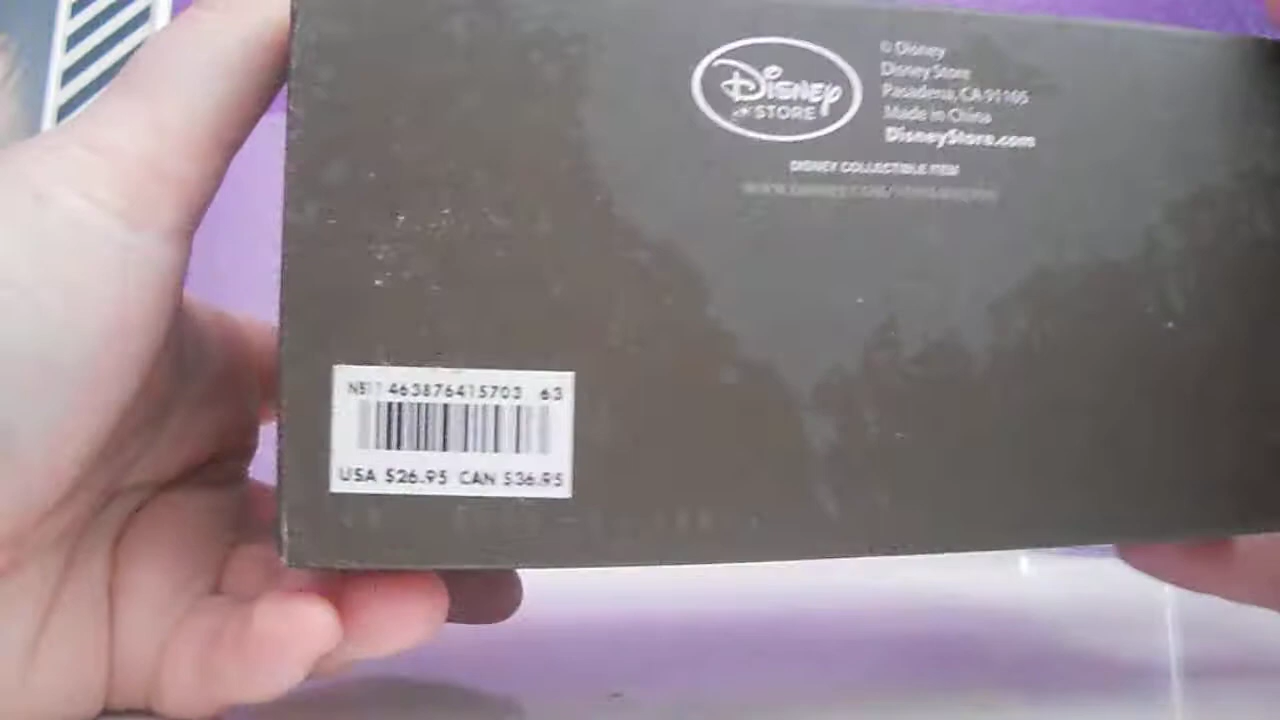 Disney
STORE
© Disney
Disney Store
Pasadena, CA 91105
Made in China
DisneyStore.com
DISNEY COLLECTIBLE ITEM
463876415703 63
USA $26.95 CAN $36.95